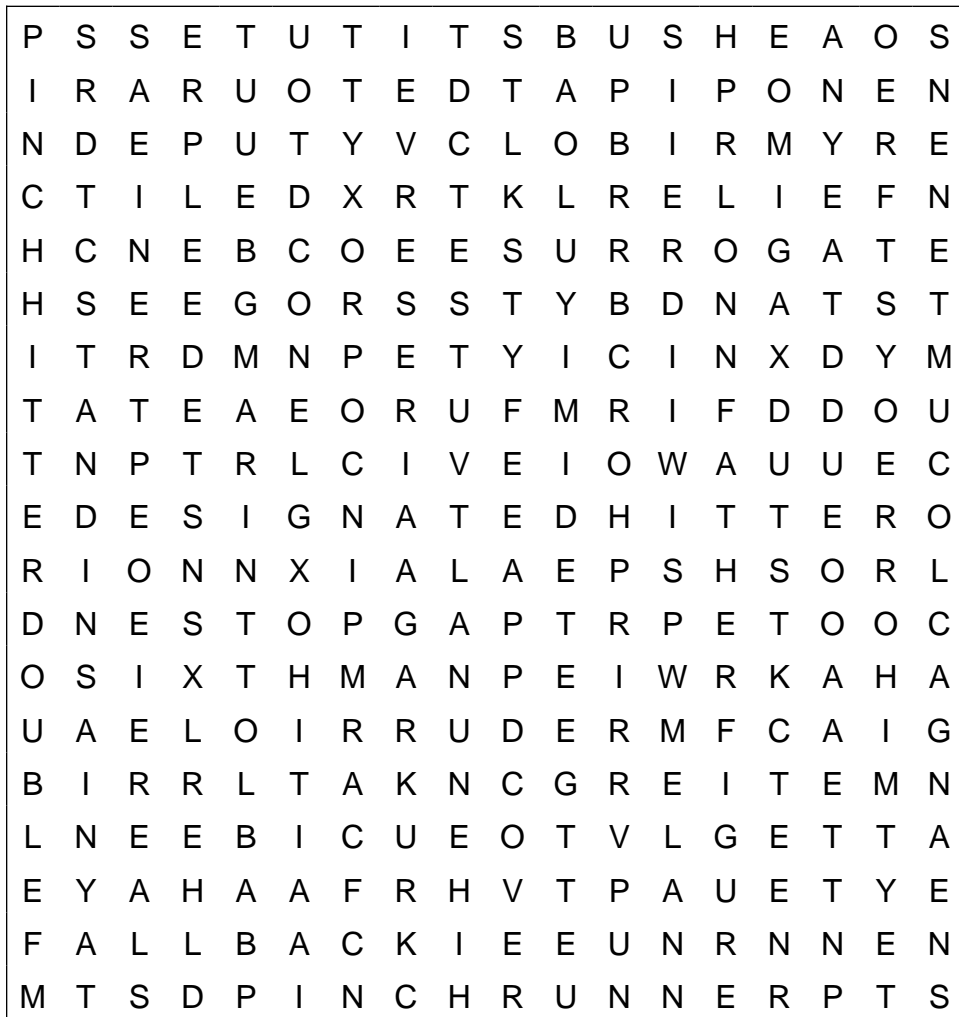 P S S E T U T I T S B U S H E A O S
I R A R U O T E D T A P I P O N E N
N D E P U T Y V C L O B I R M Y R E
C T I L E D X R T K L R E L I E F N
H C N E B C O E E S U R R O G A T E
H S E E G O R S S T Y B D N A T S T
I T R D M N P E T Y I C I N X D Y M
T A T E A E O R U F M R I F D D O U
T N P T R L C I V E I O W A U U E C
E D E S I G N A T E D H I T T E R O
R I O N N X I A L A E P S H S O R L
D N E S T O P G A P T R P E T O O C
O S I X T H M A N P E I W R K A H A
U A E L O I R R U D E R M F C A I G
B I R R L T A K N C G R E I T E M N
L N E E B I C U E O T V L G E T T A
E Y A H A A F R H V T P A U E T Y E
F A L L B A C K I E E U N R N N E N
M T S D P I N C H R U N N E R P T S